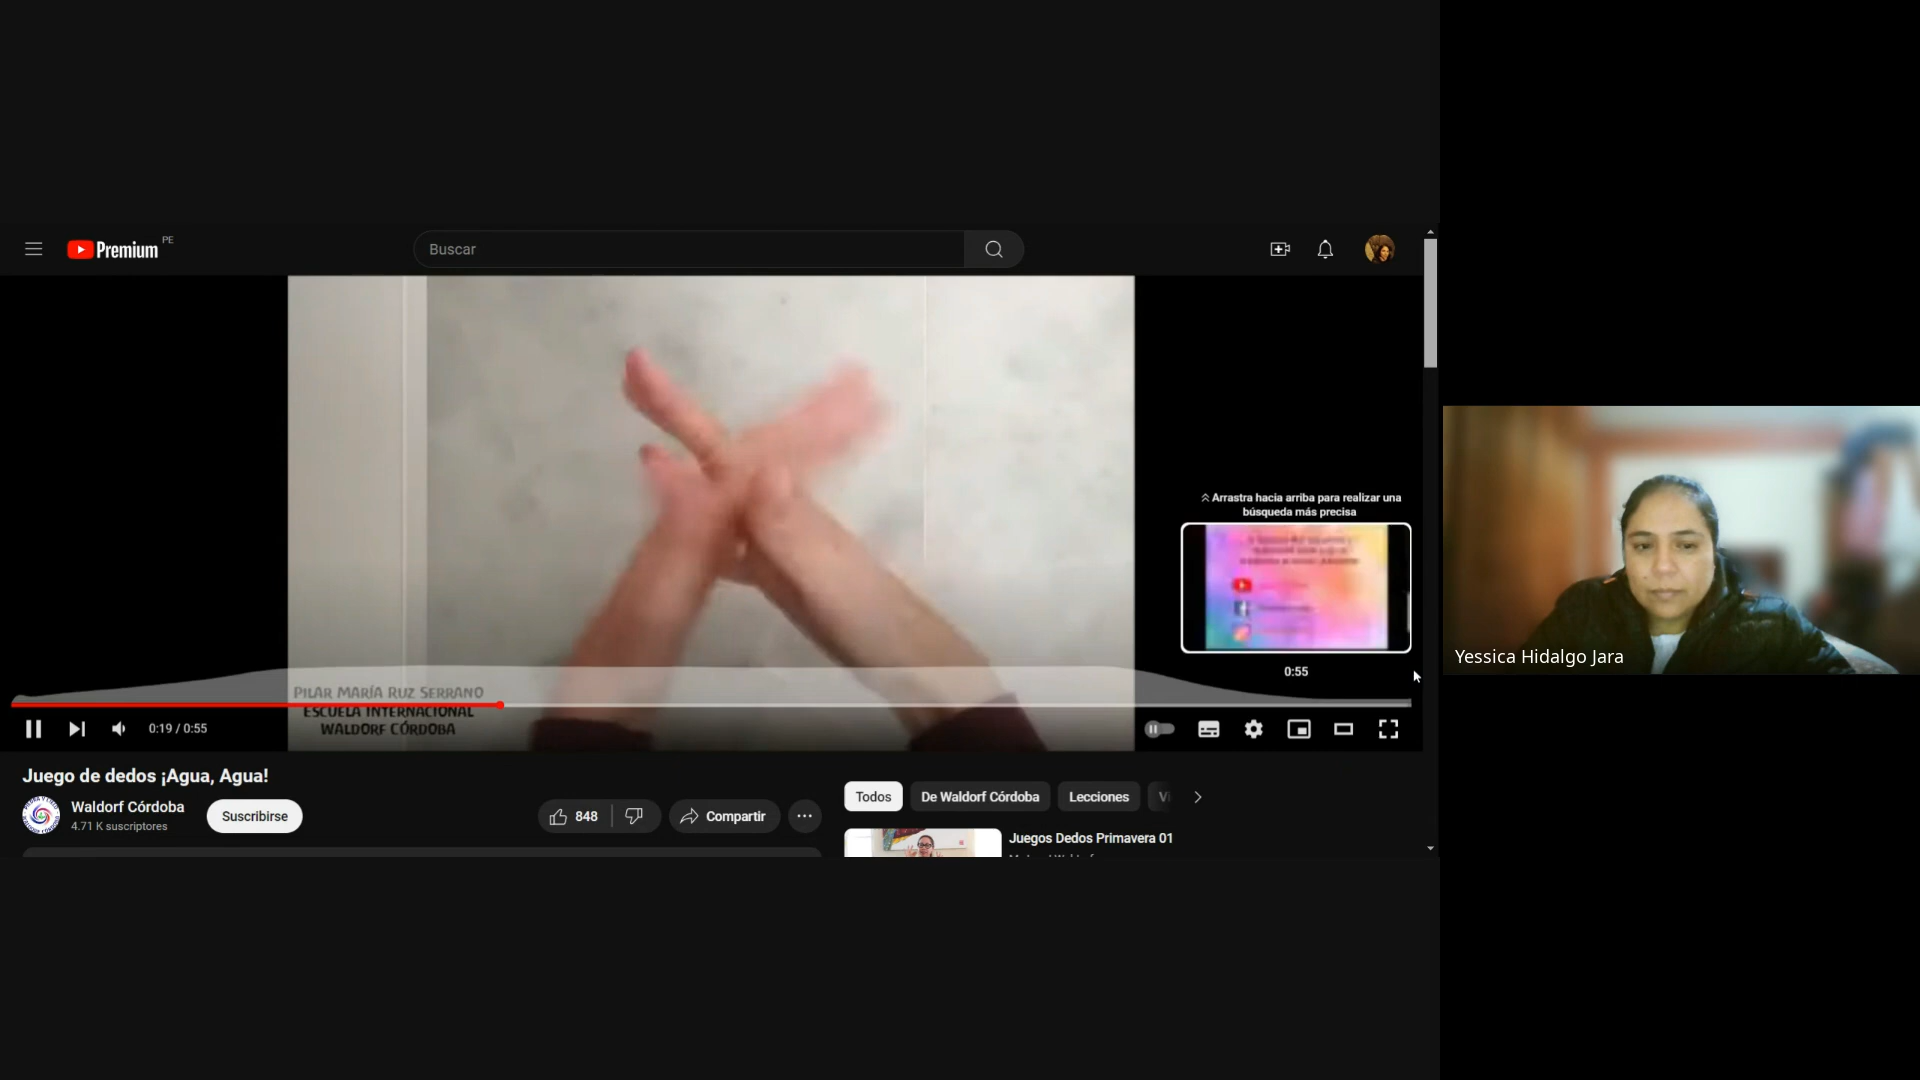 Premium PE
Buscar
Arrastra hacia arriba para realizar una
búsqueda más precisa
0:55
PILAR MARÍA RUZ SERRANO
ESCUELA INTERNACIONAL
WALDORF CÓRDOBA
0:19 / 0:55
Juego de dedos ¡Agua, Agua!
Waldorf Córdoba
4.71 K suscriptores
Suscribirse
848
Compartir
Todos
De Waldorf Córdoba
Lecciones
Juegos Dedos Primavera 01
Yessica Hidalgo Jara